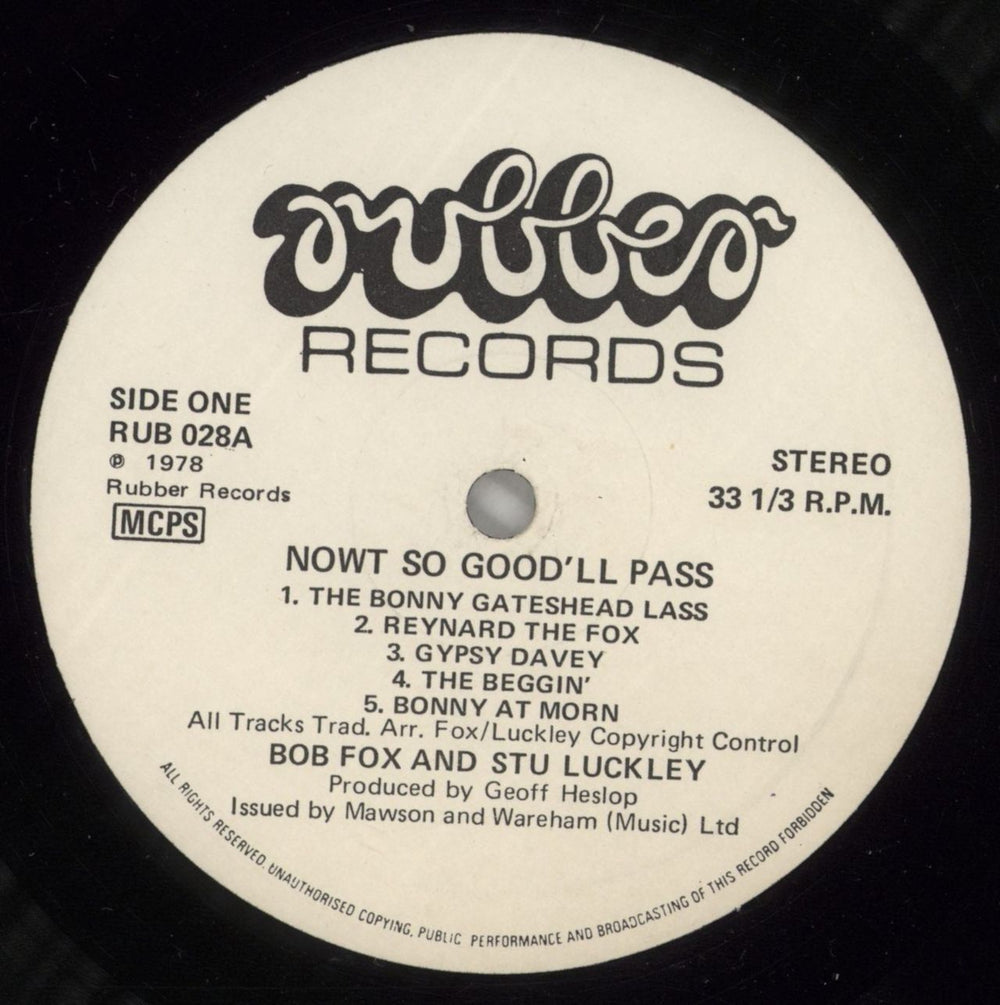 rubber
RECORDS
SIDE ONE
RUB 028A
℗ 1978
Rubber Records
MCPS
STEREO
33 1/3 R.P.M.
NOWT SO GOOD'LL PASS
1. THE BONNY GATESHEAD LASS
2. REYNARD THE FOX
3. GYPSY DAVEY
4. THE BEGGIN'
5. BONNY AT MORN
All Tracks Trad. Arr. Fox/Luckley Copyright Control
BOB FOX AND STU LUCKLEY
Produced by Geoff Heslop
Issued by Mawson and Wareham (Music) Ltd
ALL RIGHTS RESERVED. UNAUTHORISED COPYING, PUBLIC PERFORMANCE AND BROADCASTING OF THIS RECORD FORBIDDEN